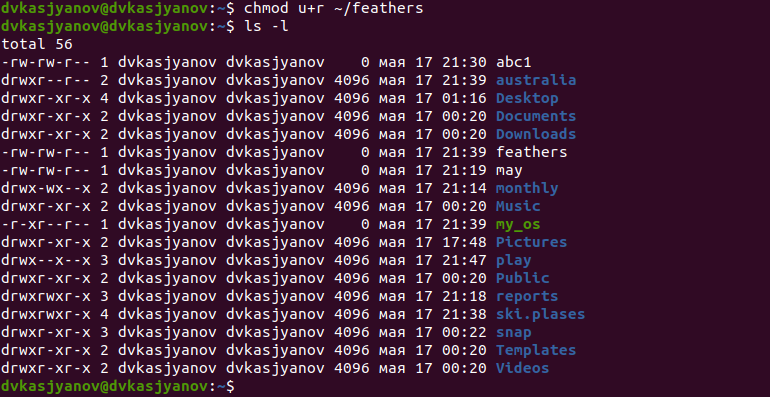 dvkasjyanov@dvkasjyanov:~$ chmod u+r ~/feathers
dvkasjyanov@dvkasjyanov:~$ ls -l
total 56
-rw-rw-r-- 1 dvkasjyanov dvkasjyanov    0 мая 17 21:30 abc1
drwxr--r-- 2 dvkasjyanov dvkasjyanov 4096 мая 17 21:39 australia
drwxr-xr-x 4 dvkasjyanov dvkasjyanov 4096 мая 17 01:16 Desktop
drwxr-xr-x 2 dvkasjyanov dvkasjyanov 4096 мая 17 00:20 Documents
drwxr-xr-x 2 dvkasjyanov dvkasjyanov 4096 мая 17 00:20 Downloads
-rw-rw-r-- 1 dvkasjyanov dvkasjyanov    0 мая 17 21:39 feathers
-rw-rw-r-- 1 dvkasjyanov dvkasjyanov    0 мая 17 21:19 may
drwx-wx--x 2 dvkasjyanov dvkasjyanov 4096 мая 17 21:14 monthly
drwxr-xr-x 2 dvkasjyanov dvkasjyanov 4096 мая 17 00:20 Music
-r-xr--r-- 1 dvkasjyanov dvkasjyanov    0 мая 17 21:39 my_os
drwxr-xr-x 2 dvkasjyanov dvkasjyanov 4096 мая 17 17:48 Pictures
drwx--x--x 3 dvkasjyanov dvkasjyanov 4096 мая 17 21:47 play
drwxr-xr-x 2 dvkasjyanov dvkasjyanov 4096 мая 17 00:20 Public
drwxrwxr-x 3 dvkasjyanov dvkasjyanov 4096 мая 17 21:18 reports
drwxrwxr-x 4 dvkasjyanov dvkasjyanov 4096 мая 17 21:38 ski.plases
drwxr-xr-x 3 dvkasjyanov dvkasjyanov 4096 мая 17 00:22 snap
drwxr-xr-x 2 dvkasjyanov dvkasjyanov 4096 мая 17 00:20 Templates
drwxr-xr-x 2 dvkasjyanov dvkasjyanov 4096 мая 17 00:20 Videos
dvkasjyanov@dvkasjyanov:~$